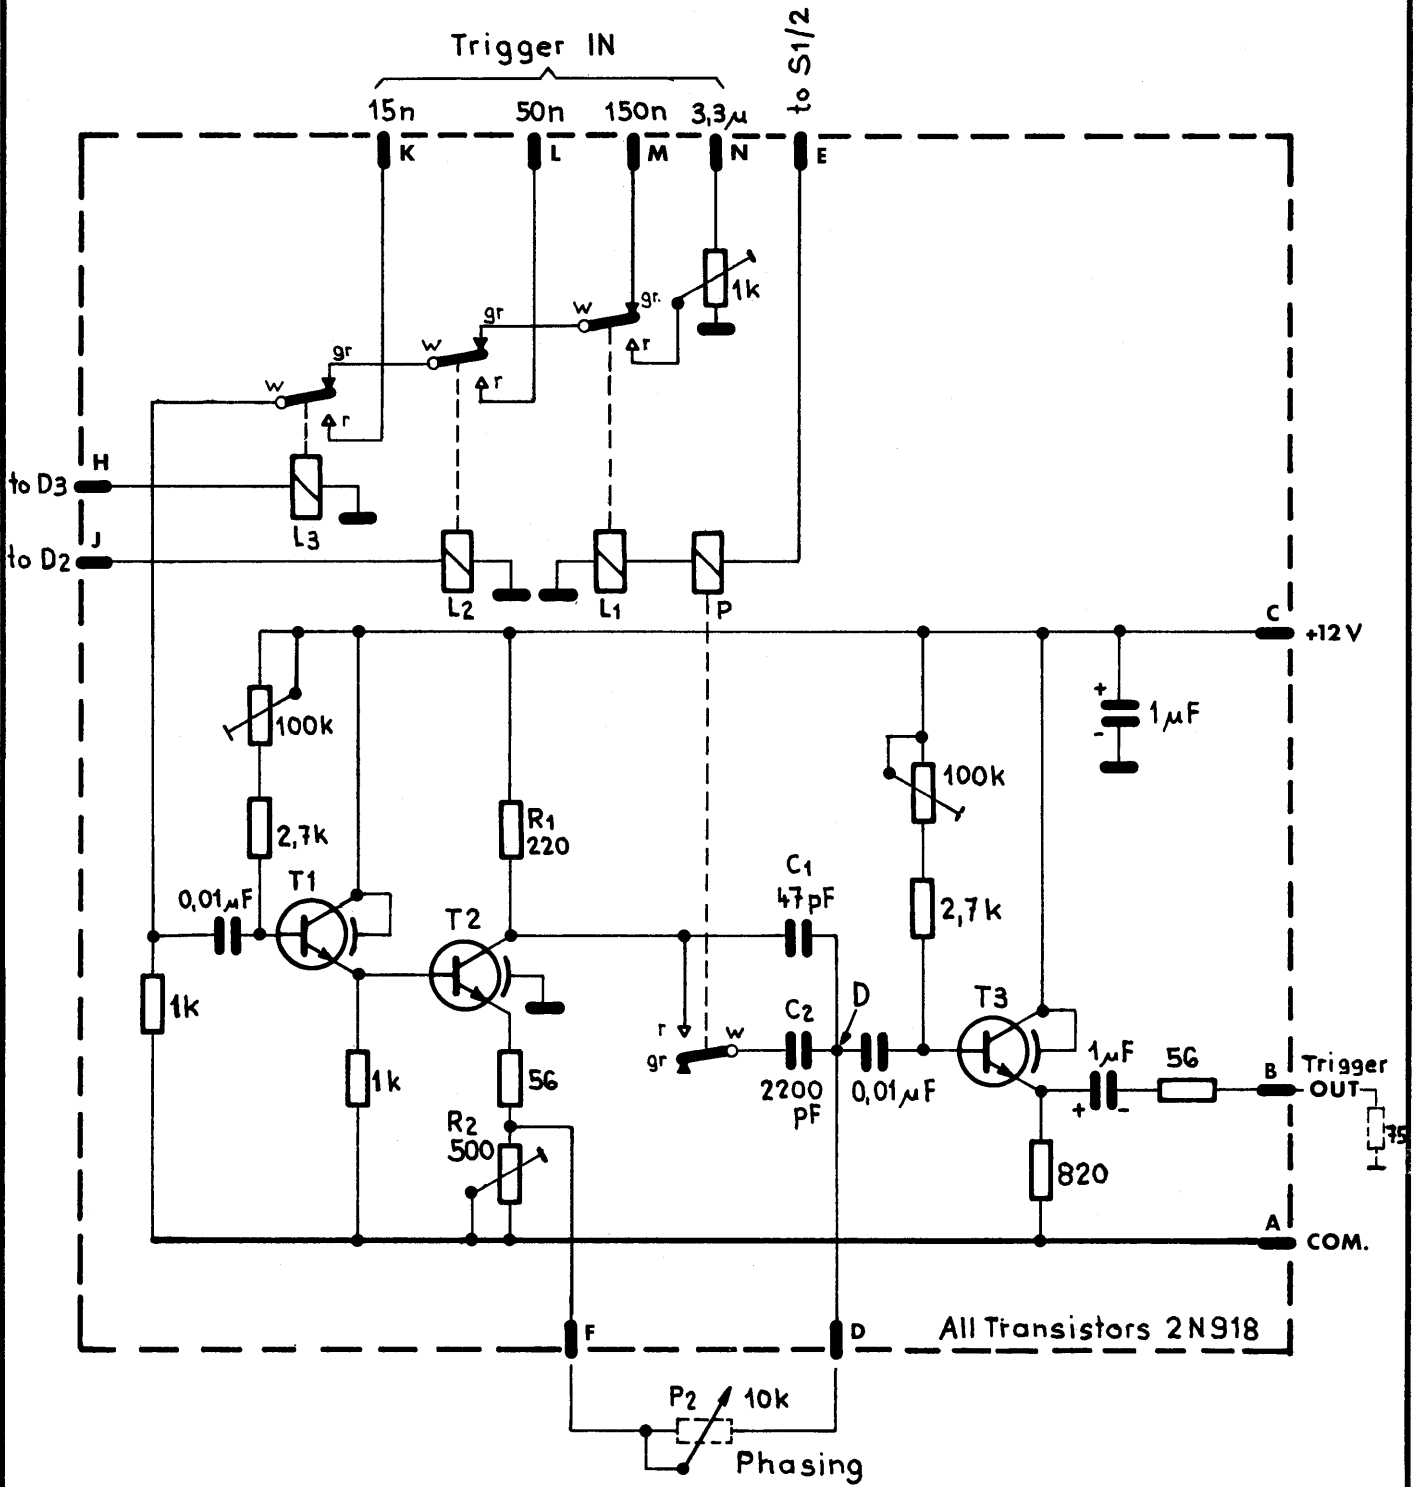 Trigger IN
to S1/2
15n 50n 150n 3,3µ
K L M N E
1k
gr.
w
r
gr
w
r
gr
w
r
H
to D3
L3
J
to D2
L2 L1 P
C
+12V
100k
+
1µF
-
100k
R1
220
2,7k
C1
47pF
T1
0,01µF
2,7k
T2
D
T3
C2
1k
r
w
gr
1µF
56
Trigger
B
OUT
1k
56
2200
pF
0,01µF
+ -
75
R2
500
820
A
COM.
F D
All Transistors 2N918
P2 10k
Phasing